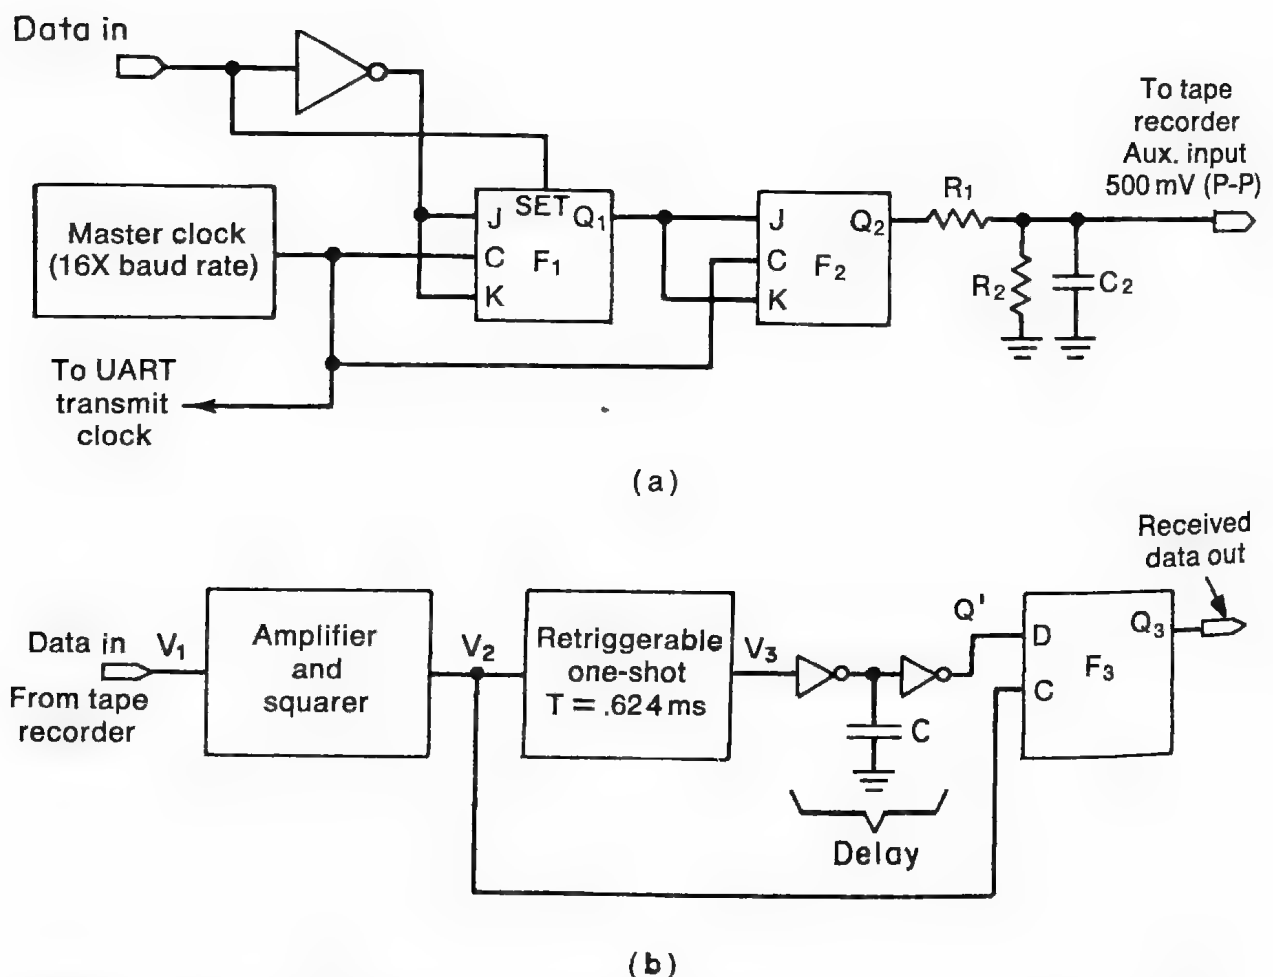 Data in
To tape
recorder
Aux. input
500 mV (P-P)
Master clock
(16X baud rate)
J
SET
Q1
C
F1
K
J
Q2
C
F2
K
R1
R2
C2
To UART
transmit
clock
(a)
Received
data out
Data in
From tape
recorder
V1
Amplifier
and
squarer
V2
Retriggerable
one-shot
T = .624 ms
V3
C
Delay
Q'
D
Q3
F3
C
(b)